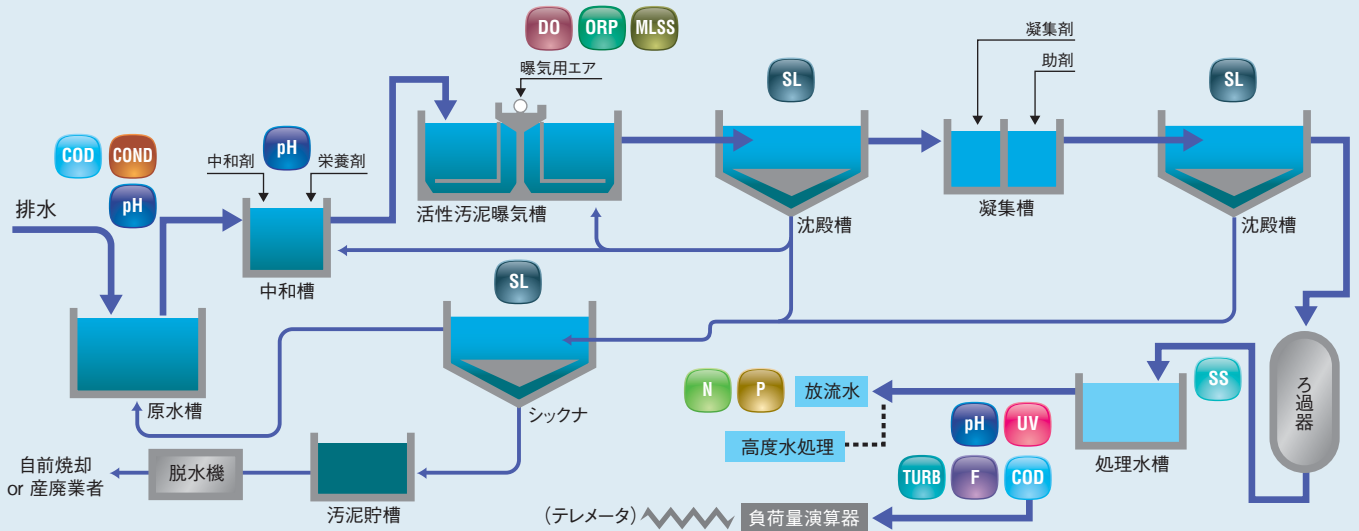 DO
ORP
MLSS
曝気用エア
SL
凝集剤
助剤
SL
COD
COND
pH
排水
中和剤
pH
栄養剤
活性汚泥曝気槽
沈殿槽
凝集槽
沈殿槽
中和槽
SL
原水槽
シックナ
N
P
放流水
SS
ろ過器
高度水処理
pH
UV
処理水槽
自前焼却
or 産廃業者
脱水機
汚泥貯槽
TURB
F
COD
(テレメータ)
負荷量演算器